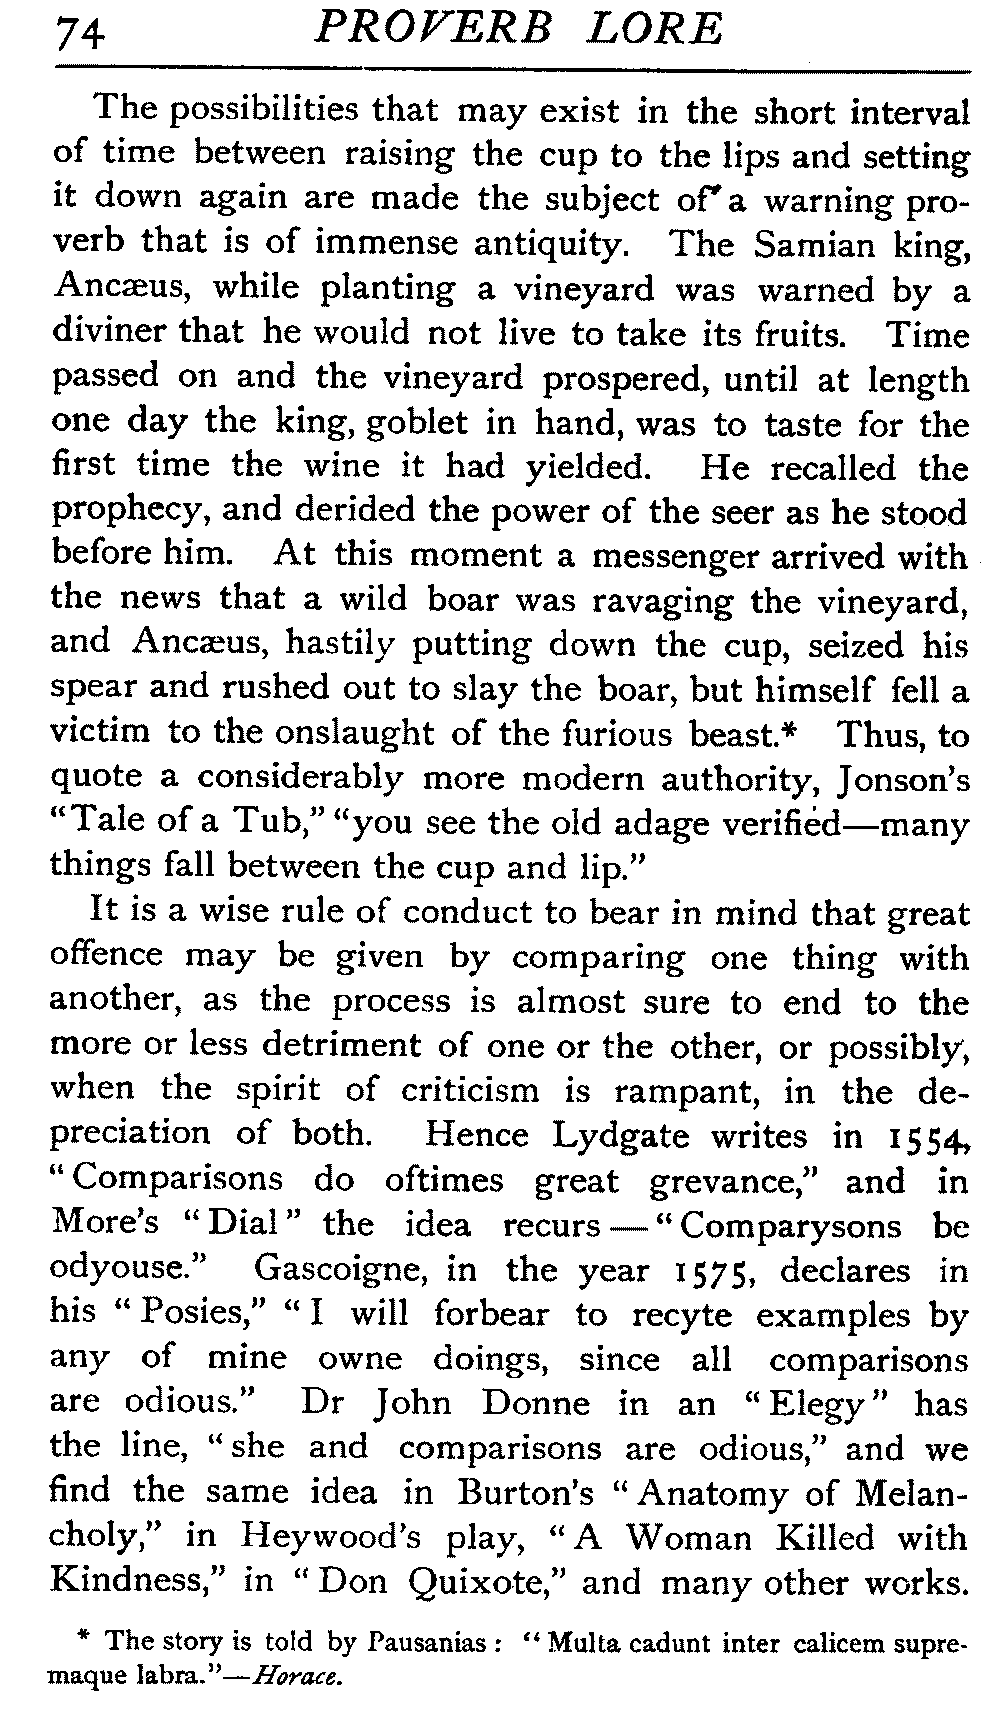 74 PROVERB LORE
The possibilities that may exist in the short interval
of time between raising the cup to the lips and setting
it down again are made the subject of a warning pro-
verb that is of immense antiquity. The Samian king,
Ancæus, while planting a vineyard was warned by a
diviner that he would not live to take its fruits. Time
passed on and the vineyard prospered, until at length
one day the king, goblet in hand, was to taste for the
first time the wine it had yielded. He recalled the
prophecy, and derided the power of the seer as he stood
before him. At this moment a messenger arrived with
the news that a wild boar was ravaging the vineyard,
and Ancæus, hastily putting down the cup, seized his
spear and rushed out to slay the boar, but himself fell a
victim to the onslaught of the furious beast.* Thus, to
quote a considerably more modern authority, Jonson's
“Tale of a Tub,” “you see the old adage verified—many
things fall between the cup and lip.”
It is a wise rule of conduct to bear in mind that great
offence may be given by comparing one thing with
another, as the process is almost sure to end to the
more or less detriment of one or the other, or possibly,
when the spirit of criticism is rampant, in the de-
preciation of both. Hence Lydgate writes in 1554,
“Comparisons do oftimes great grevance,” and in
More's “Dial” the idea recurs—“Comparysons be
odyouse.” Gascoigne, in the year 1575, declares in
his “Posies,” “I will forbear to recyte examples by
any of mine owne doings, since all comparisons
are odious.” Dr John Donne in an “Elegy” has
the line, “she and comparisons are odious,” and we
find the same idea in Burton's “Anatomy of Melan-
choly,” in Heywood's play, “A Woman Killed with
Kindness,” in “Don Quixote,” and many other works.
* The story is told by Pausanias: “Multa cadunt inter calicem supre-
maque labra.”—Horace.